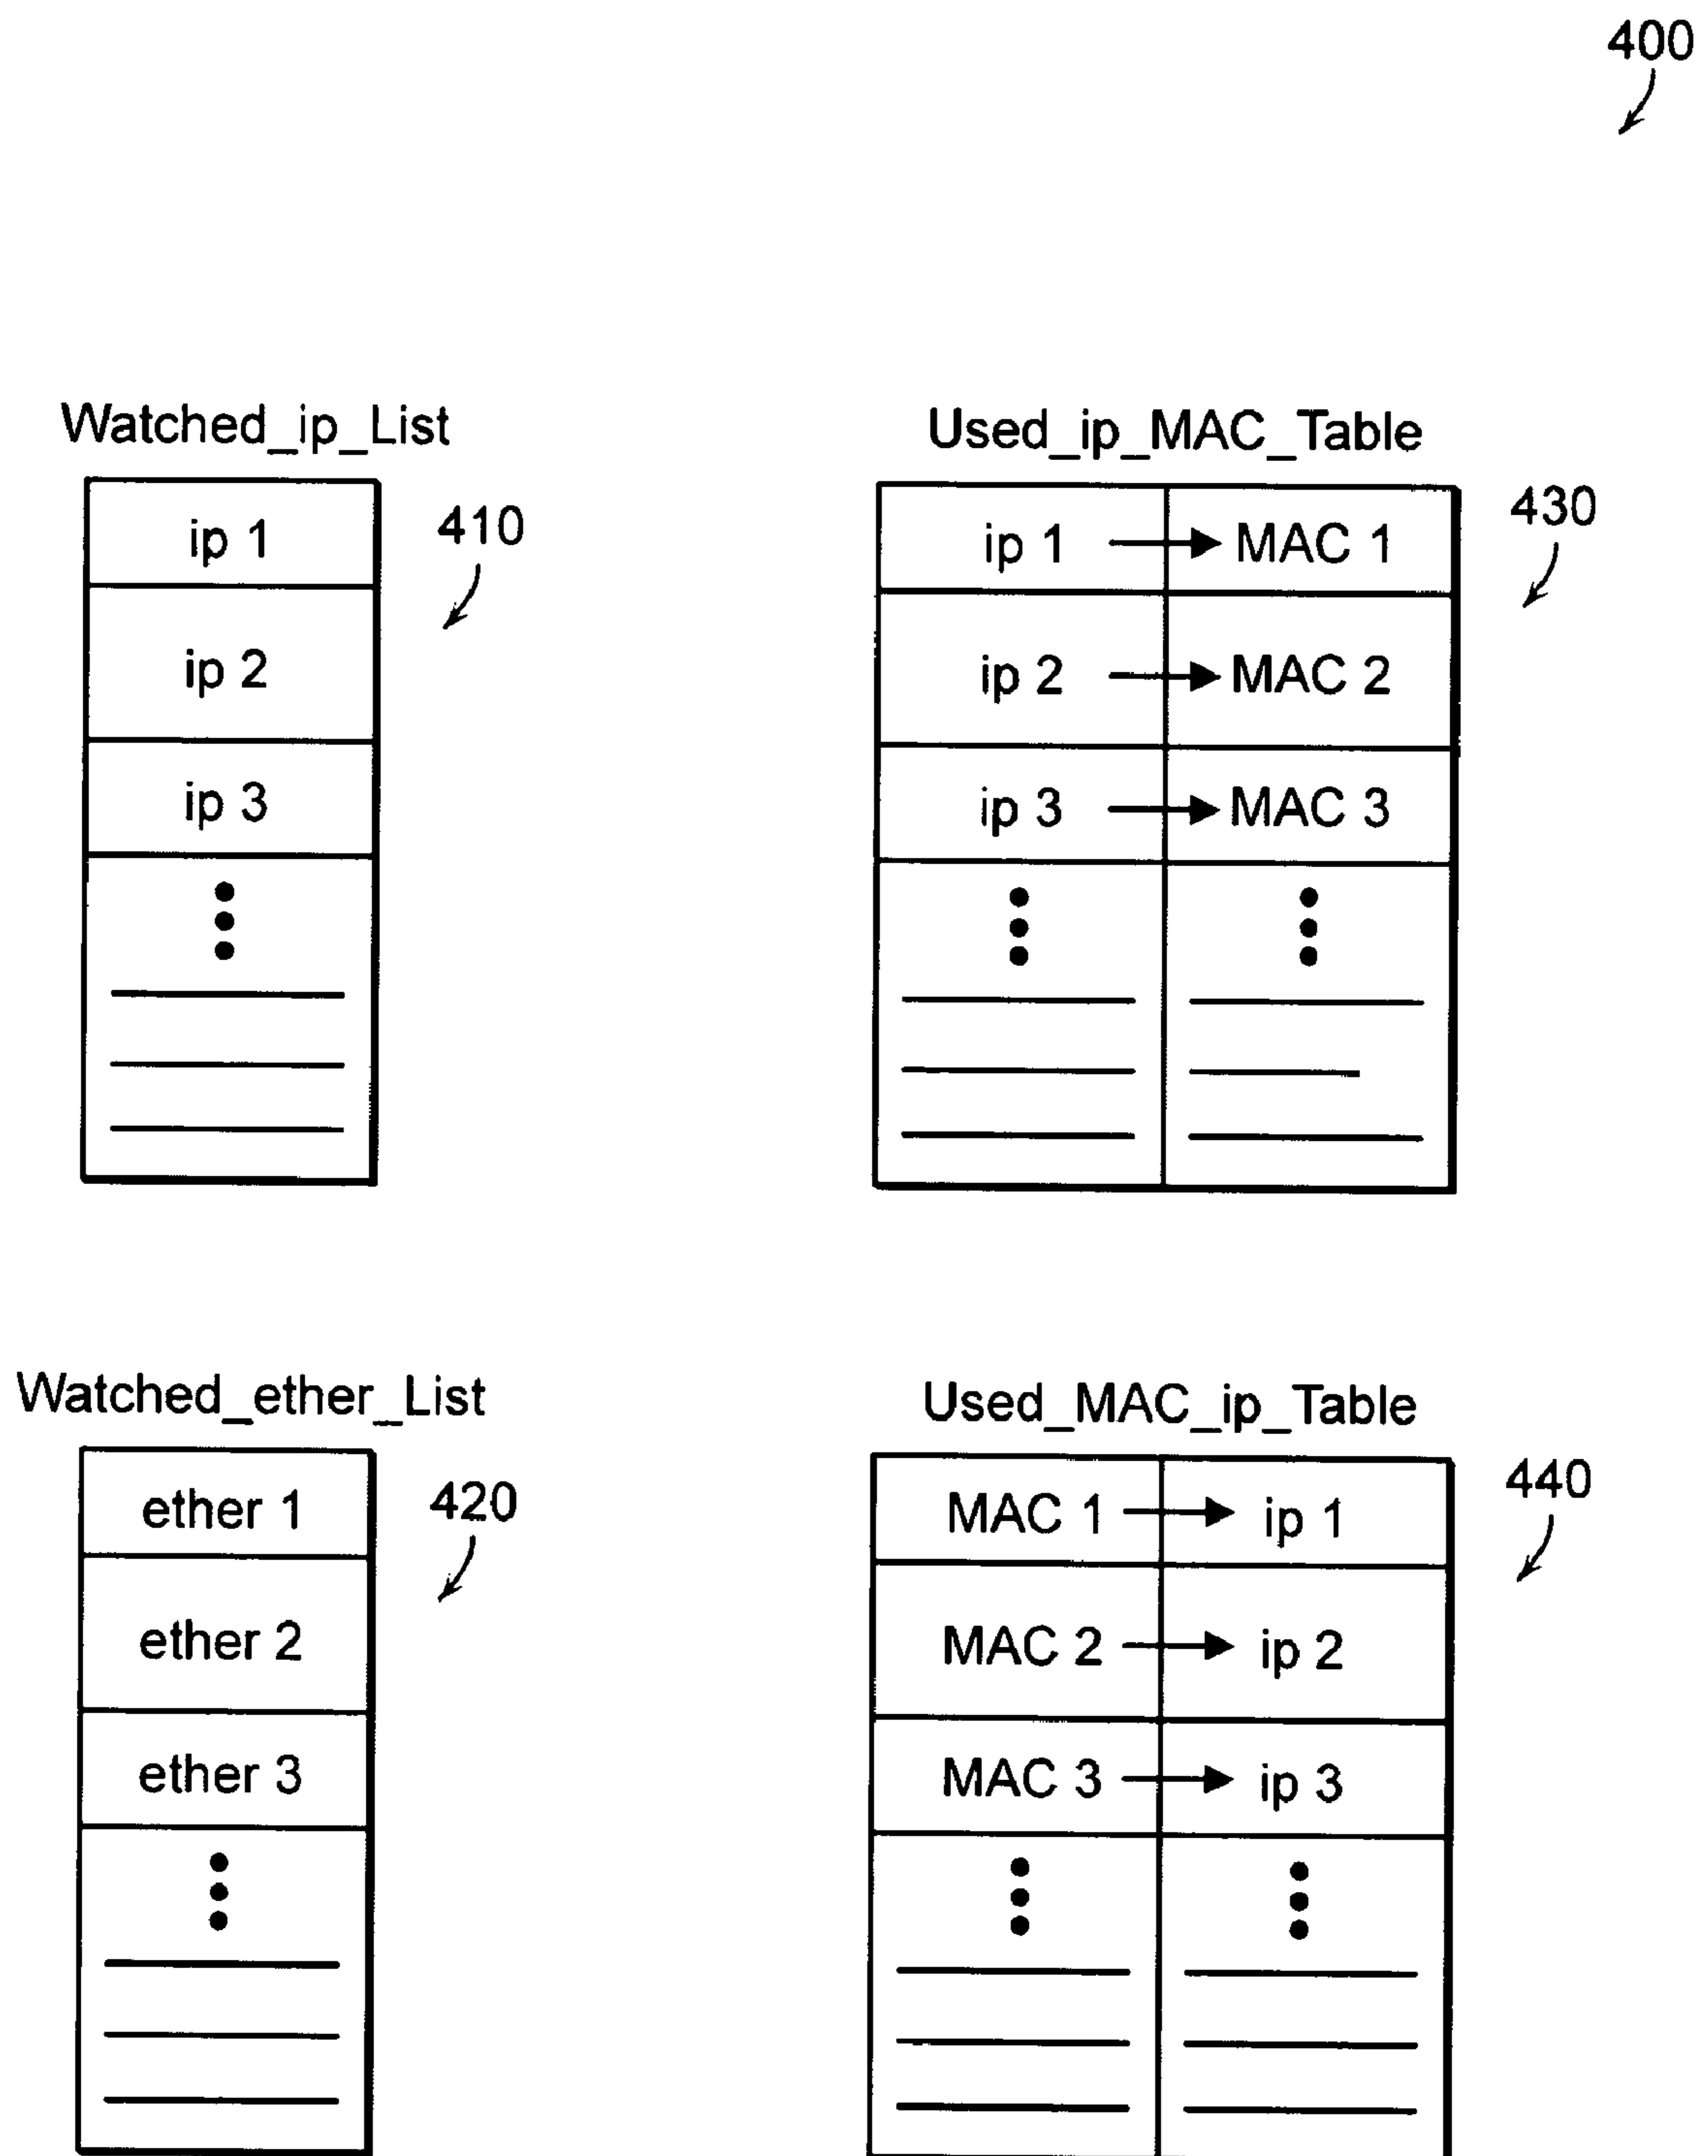 400
Watched_ip_List
410
ip 1
ip 2
ip 3
Used_ip_MAC_Table
430
ip 1 MAC 1
ip 2 MAC 2
ip 3 MAC 3
Watched_ether_List
420
ether 1
ether 2
ether 3
Used_MAC_ip_Table
440
MAC 1 ip 1
MAC 2 ip 2
MAC 3 ip 3